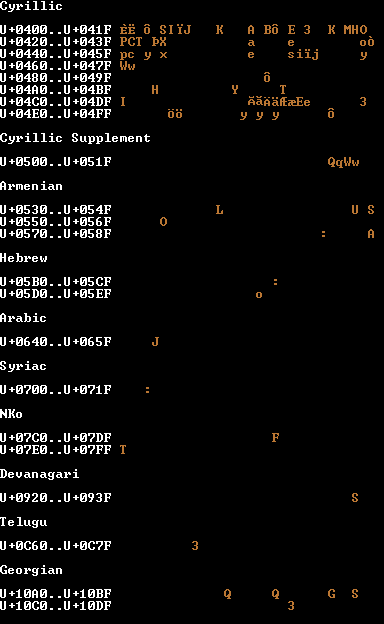 Cyrillic
U+0400..U+041F ÈË ô SIÏJ K A Bô E 3 K MHO
U+0420..U+043F PCT ÞX a e oò
U+0440..U+045F pc y x e siïj y
U+0460..U+047F Ww
U+0480..U+049F ô
U+04A0..U+04BF H Y T
U+04C0..U+04DF I ĂăÄäÆæEe 3
U+04E0..U+04FF Öö y y y ô
Cyrillic Supplement
U+0500..U+051F QqWw
Armenian
U+0530..U+054F L U S
U+0550..U+056F O
U+0570..U+058F : A
Hebrew
U+05B0..U+05CF :
U+05D0..U+05EF o
Arabic
U+0640..U+065F J
Syriac
U+0700..U+071F :
NKo
U+07C0..U+07DF F
U+07E0..U+07FF T
Devanagari
U+0920..U+093F S
Telugu
U+0C60..U+0C7F 3
Georgian
U+10A0..U+10BF Q Q G S
U+10C0..U+10DF 3